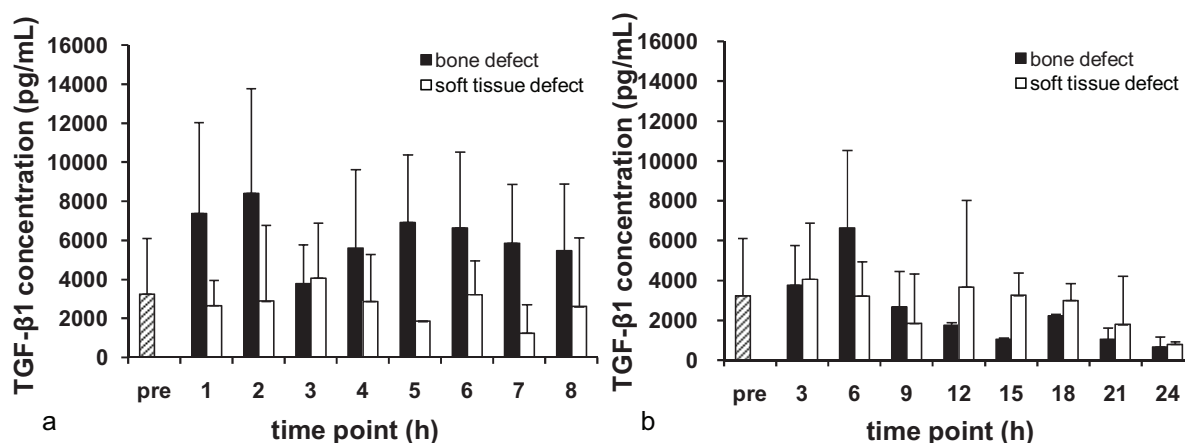 TGF-β1 concentration (pg/mL)
16000
14000
12000
10000
8000
6000
4000
2000
0
bone defect
soft tissue defect
pre 1 2 3 4 5 6 7 8
time point (h)
a
TGF-β1 concentration (pg/mL)
16000
14000
12000
10000
8000
6000
4000
2000
0
bone defect
soft tissue defect
pre 3 6 9 12 15 18 21 24
time point (h)
b